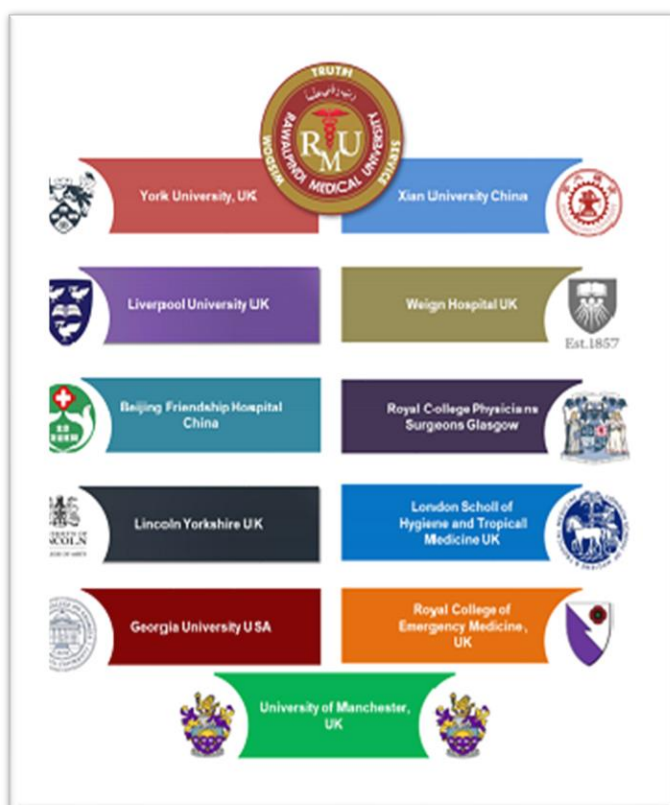 TRUTH
WISDOM
SERVICE
RAWALPINDI MEDICAL UNIVERSITY
RMU
York University, UK
Xian University China
Liverpool University UK
Weign Hospital UK
Est.1857
Beijing Friendship Hospital
China
Royal College Physicians
Surgeons Glasgow
Lincoln Yorkshire UK
London Scholl of
Hygiene and Tropicall
Medicine UK
Georgia University USA
Royal College of
Emergency Medicine,
UK
University of Manchester,
UK